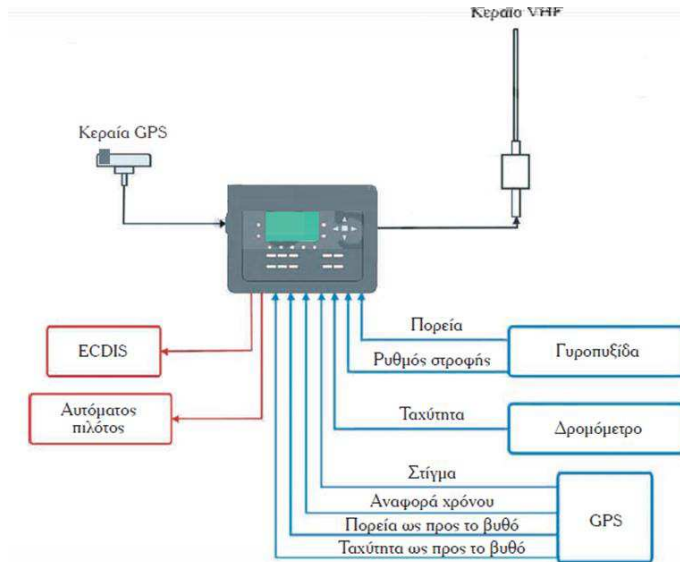 Κεραία VHF
Κεραία GPS
Πορεία
ECDIS
Γυροπυξίδα
Ρυθμός στροφής
Αυτόματος
πιλότος
Ταχύτητα
Δρομόμετρο
Στίγμα
Αναφορά χρόνου
GPS
Πορεία ως προς το βυθό
Ταχύτητα ως προς το βυθό